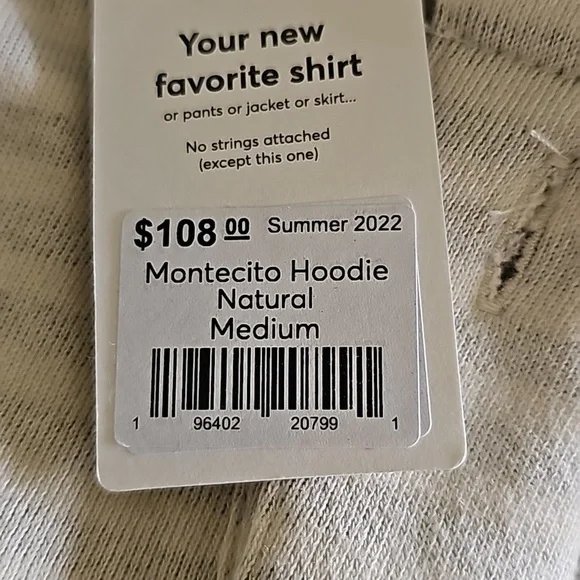 Your new
favorite shirt
or pants or jacket or skirt...
No strings attached
(except this one)
$108 00 Summer 2022
Montecito Hoodie
Natural
Medium
1 96402 20799 1